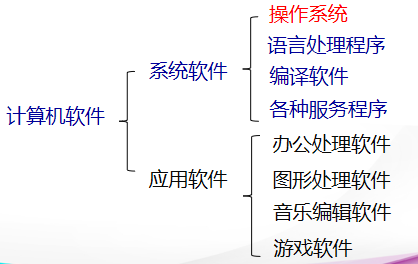 操作系统
语言处理程序
系统软件
编译软件
计算机软件
各种服务程序
办公处理软件
应用软件
图形处理软件
音乐编辑软件
游戏软件